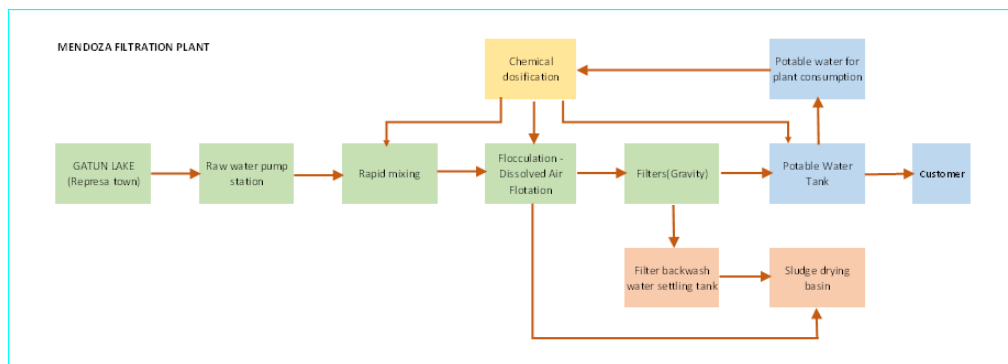 MENDOZA FILTRATION PLANT
Chemical
dosification
Potable water for
plant consumption
GATUN LAKE
(Represa town)
Raw water pump
station
Rapid mixing
Flocculation -
Dissolved Air
Flotation
Filters(Gravity)
Potable Water
Tank
Customer
Filter backwash
water settling tank
Sludge drying
basin